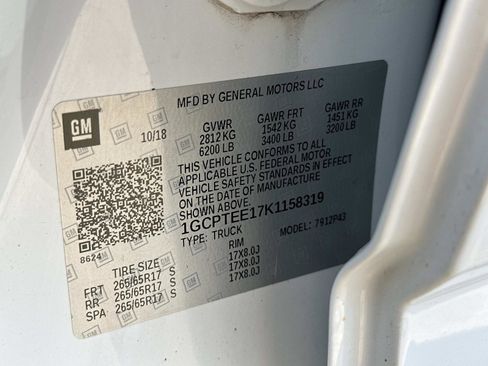 MFD BY GENERAL MOTORS LLC
GM
10/18
GVWR GAWR FRT GAWR RR
2812 KG 1542 KG 1451 KG
6200 LB 3400 LB 3200 LB
THIS VEHICLE CONFORMS TO ALL
APPLICABLE U.S. FEDERAL MOTOR
VEHICLE SAFETY STANDARDS IN EFFECT
ON THE DATE OF MANUFACTURE
SHOWN ABOVE.
1GCPTEE17K1158319
TYPE: TRUCK MODEL: 7912P43
8624
TIRE SIZE RIM
FRT 265/65R17 S 17X8.0J
RR 265/65R17 S 17X8.0J
SPA 265/65R17 S 17X8.0J